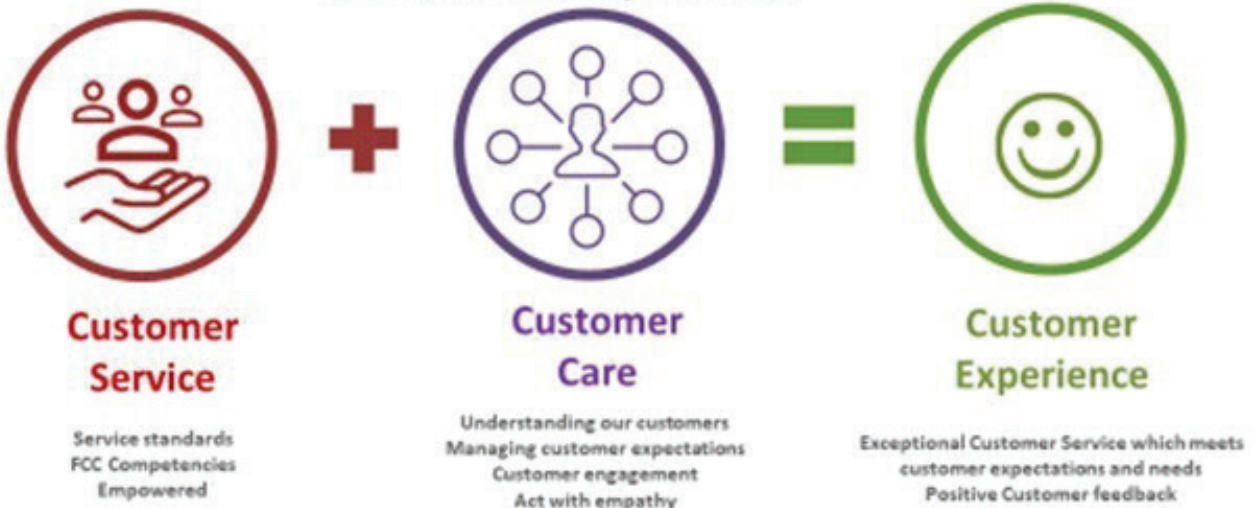 Customer
Service
Service standards
FCC Competencies
Empowered
Customer
Care
Understanding our customers
Managing customer expectations
Customer engagement
Act with empathy
Customer
Experience
Exceptional Customer Service which meets
customer expectations and needs
Positive Customer feedback